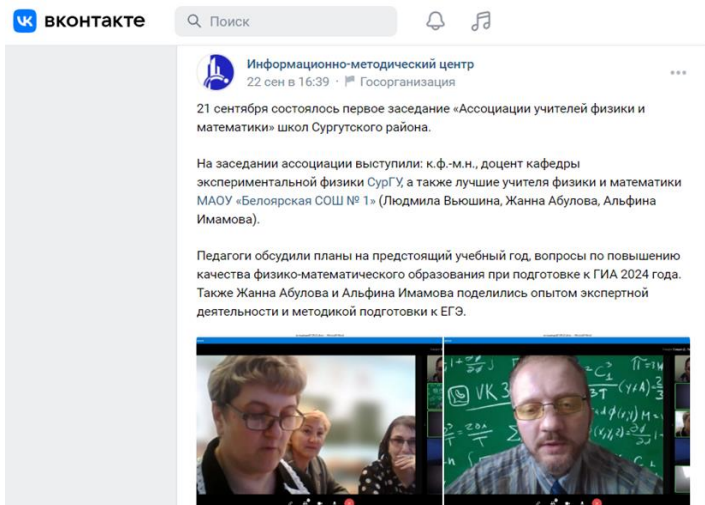 вконтакте
Поиск
Информационно-методический центр
22 сен в 16:39 · Госорганизация
21 сентября состоялось первое заседание «Ассоциации учителей физики и
математики» школ Сургутского района.
На заседании ассоциации выступили: к.ф.-м.н., доцент кафедры
экспериментальной физики СурГУ, а также лучшие учителя физики и математики
МАОУ «Белоярская СОШ № 1» (Людмила Вьюшина, Жанна Абулова, Альфина
Имамова).
Педагоги обсудили планы на предстоящий учебный год, вопросы по повышению
качества физико-математического образования при подготовке к ГИА 2024 года.
Также Жанна Абулова и Альфина Имамова поделились опытом экспертной
деятельности и методикой подготовки к ЕГЭ.
VK